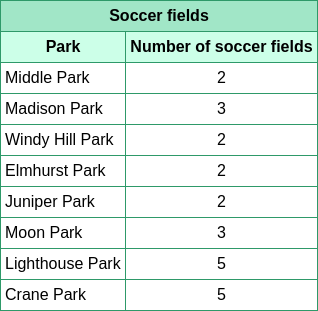 Soccer fields
Park Number of soccer fields
Middle Park 2
Madison Park 3
Windy Hill Park 2
Elmhurst Park 2
Juniper Park 2
Moon Park 3
Lighthouse Park 5
Crane Park 5